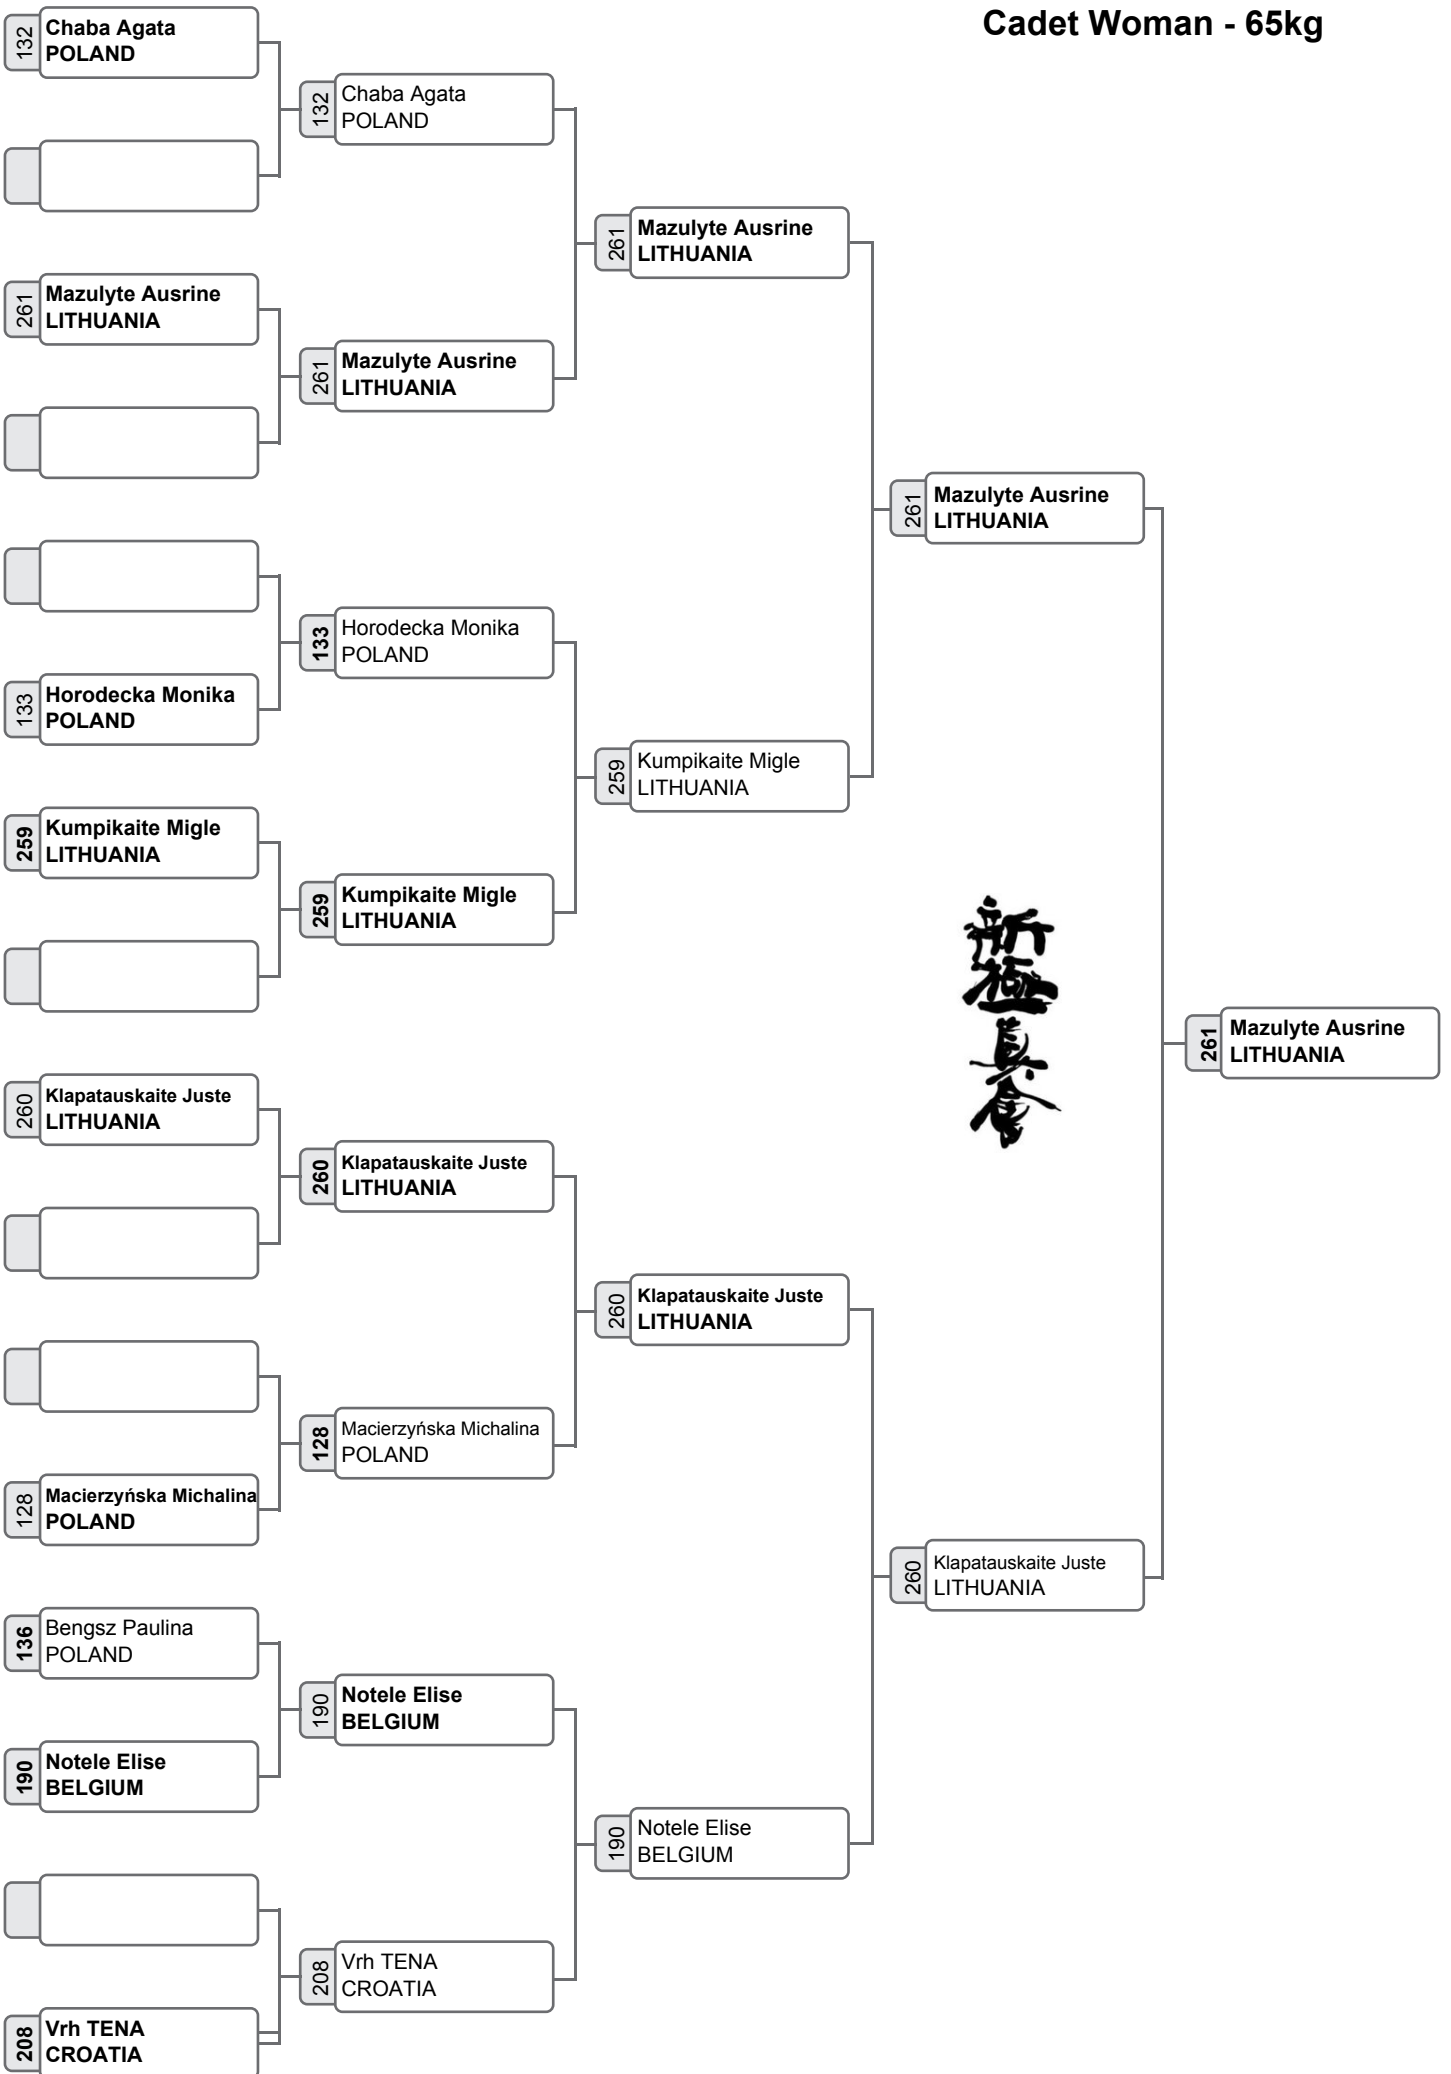 Cadet Woman - 65kg
132
Chaba Agata
POLAND
261
Mazulyte Ausrine
LITHUANIA
133
Horodecka Monika
POLAND
259
Kumpikaite Migle
LITHUANIA
260
Klapatauskaite Juste
LITHUANIA
128
Macierzyńska Michalina
POLAND
136
Bengsz Paulina
POLAND
190
Notele Elise
BELGIUM
208
Vrh TENA
CROATIA
132
Chaba Agata
POLAND
261
Mazulyte Ausrine
LITHUANIA
133
Horodecka Monika
POLAND
259
Kumpikaite Migle
LITHUANIA
260
Klapatauskaite Juste
LITHUANIA
128
Macierzyńska Michalina
POLAND
190
Notele Elise
BELGIUM
208
Vrh TENA
CROATIA
261
Mazulyte Ausrine
LITHUANIA
259
Kumpikaite Migle
LITHUANIA
260
Klapatauskaite Juste
LITHUANIA
190
Notele Elise
BELGIUM
261
Mazulyte Ausrine
LITHUANIA
260
Klapatauskaite Juste
LITHUANIA
新極真会
261
Mazulyte Ausrine
LITHUANIA